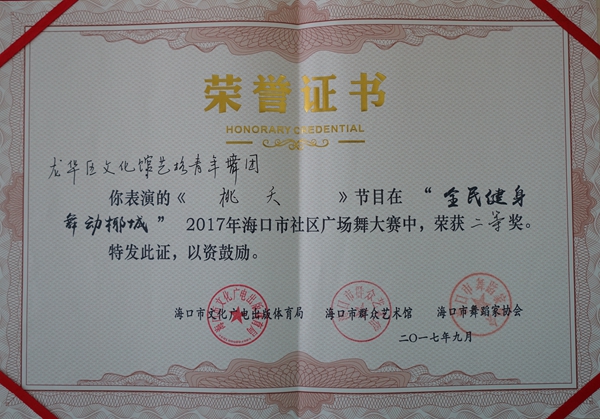 荣誉证书
HONORARY CREDENTIAL
龙华区文化馆艺格青年舞团
你表演的《 桃夭 》节目在“全民健身
舞动椰城”2017年海口市社区广场舞大赛中，荣获二等奖。
特发此证，以资鼓励。
海口市文化广电出版体育局 海口市群众艺术馆 海口市舞蹈家协会
二〇一七年九月